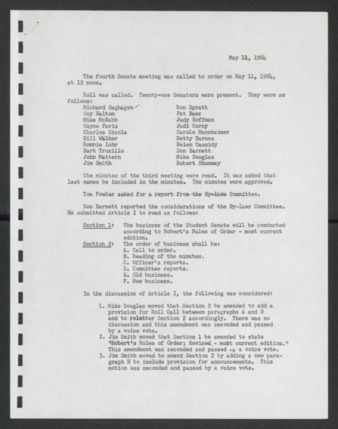 May 11, 1964
The fourth Senate meeting was called to order on May 11, 1964,
at 12 noon.
Roll was called. Twenty-one Senators were present. They were as
follows:
Richard Gaghagen
Guy Halton
Mike McNabb
Wayne Paris
Charles Zicola
Bill Walker
Ronnie Lohr
Bart Truxillo
John Mattern
Jim Smith
Ron Spratt
Pat Baer
Judy Hoffman
Judi Carny
Carole Mannheimer
Betty Barnes
Helen Cassidy
Don Barnett
Mike Douglas
Robert Shumway
The minutes of the third meeting were read. It was asked that
last names be included in the minutes. The minutes were approved.
Tom Fowler asked for a report from the By-Laws Committee.
Don Barnett reported the considerations of the By-Laws Committee.
He submitted Article I to read as follows:
Section 1: The business of the Student Senate will be conducted
according to Robert's Rules of Order - most current
edition.
Section 2: The order of business shall be:
A. Call to order.
B. Reading of the minutes.
C. Officer's reports.
D. Committee reports.
E. Old business.
F. New business.
In the discussion of Article I, the following was considered:
1. Mike Douglas moved that Section 2 be amended to add a
provision for Roll Call between paragraphs A and B
and to reletter Section 2 accordingly. There was no
discussion and this amendment was seconded and passed
by a voice vote.
2. Jim Smith moved that Section 1 be amended to state
"Robert's Rules of Order; Revised - most current edition."
This amendment was seconded and passed by a voice vote.
3. Jim Smith moved to amend Section 2 by adding a new para-
graph H to include provision for announcements. This
motion was seconded and passed by a voice vote.